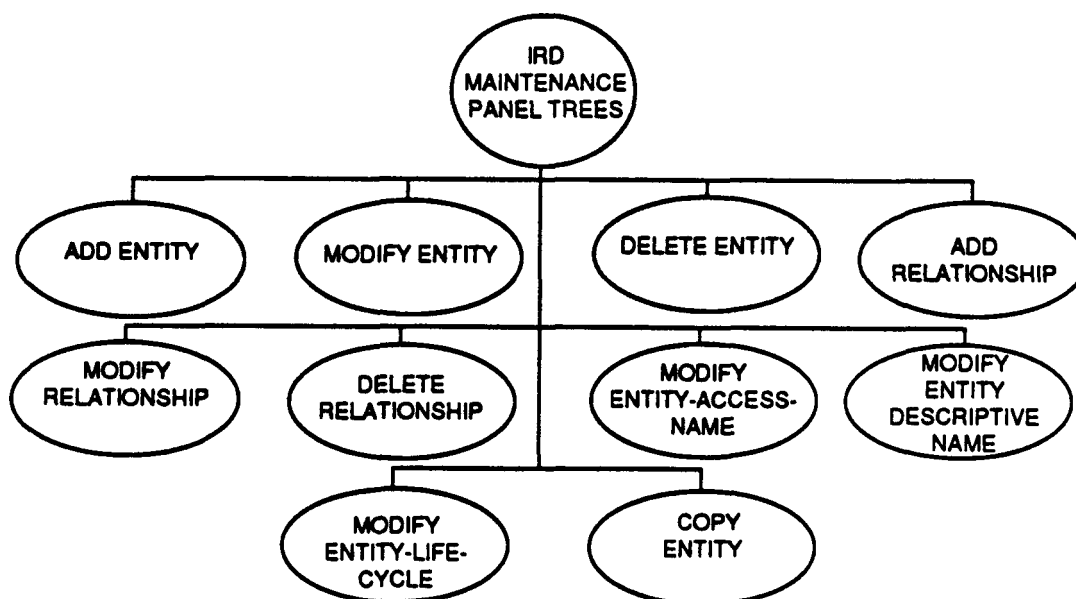 IRD
MAINTENANCE
PANEL TREES
ADD ENTITY
MODIFY ENTITY
DELETE ENTITY
ADD
RELATIONSHIP
MODIFY
RELATIONSHIP
DELETE
RELATIONSHIP
MODIFY
ENTITY-ACCESS-
NAME
MODIFY
ENTITY
DESCRIPTIVE
NAME
MODIFY
ENTITY-LIFE-
CYCLE
COPY
ENTITY